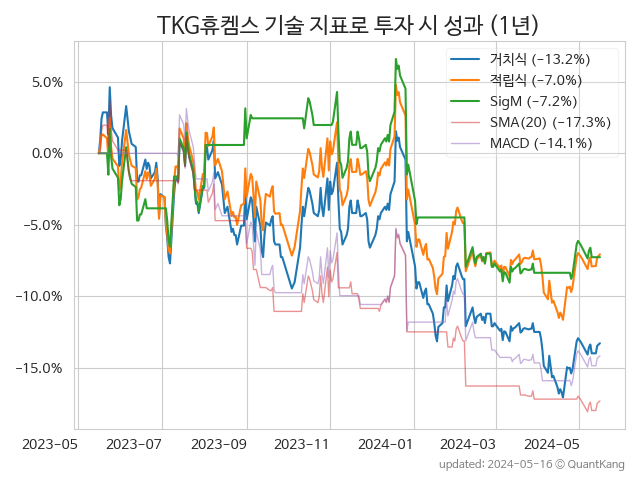 TKG휴켐스 기술 지표로 투자 시 성과 (1년)
거치식 (−13.2%)
적립식 (−7.0%)
SigM (−7.2%)
SMA(20) (−17.3%)
MACD (−14.1%)
5.0%
0.0%
−5.0%
−10.0%
−15.0%
2023-05 2023-07 2023-09 2023-11 2024-01 2024-03 2024-05
updated: 2024-05-16 ⓒ QuantKang